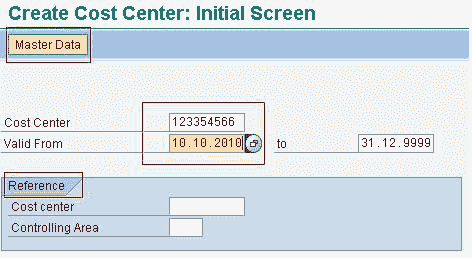 Create Cost Center: Initial Screen
Master Data
Cost Center 123354566
Valid From 10.10.2010 to 31.12.9999
Reference
Cost center
Controlling Area